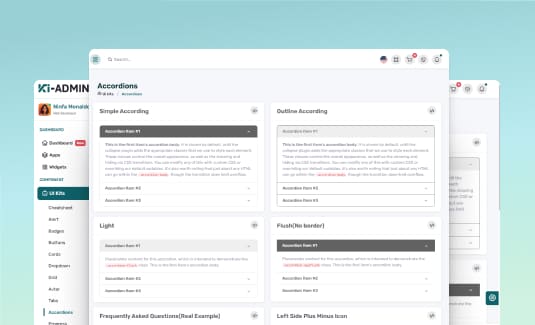 Ki-ADMIN
Ninfa Monaldo
Web Developer
DASHBOARD
Dashboard
New
Apps
Widgets
COMPONENT
UI Kits
Cheatsheet
Alert
Badges
Buttons
Cards
Dropdown
Grid
Avtar
Tabs
Accordions
Progress
Search...
Accordions
UI Kits / Accordions
Simple According
Accordion Item #1
This is the first item's accordion body. It is shown by default, until the
collapse plugin adds the appropriate classes that we use to style each element.
These classes control the overall appearance, as well as the showing and
hiding via CSS transitions. You can modify any of this with custom CSS or
overriding our default variables. It's also worth noting that just about any HTML
can go within the .accordion-body, though the transition does limit overflow.
Accordion Item #2
Accordion Item #3
Outline According
Accordion Item #1
This is the first item's accordion body. It is shown by default, until the
collapse plugin adds the appropriate classes that we use to style each element.
These classes control the overall appearance, as well as the showing and
hiding via CSS transitions. You can modify any of this with custom CSS or
overriding our default variables. It's also worth noting that just about any HTML
can go within the .accordion-body, though the transition does limit overflow.
Accordion Item #2
Accordion Item #3
Light
Accordion Item #1
Placeholder content for this accordion, which is intended to demonstrate
the .accordion-flush class. This is the first item's accordion body.
Accordion Item #2
Accordion Item #3
Flush(No border)
Accordion Item #1
Placeholder content for this accordion, which is intended to demonstrate
the .accordion-flush class. This is the first item's accordion body.
Accordion Item #2
Accordion Item #3
Frequently Asked Questions(Real Example)
Left Side Plus Minus Icon